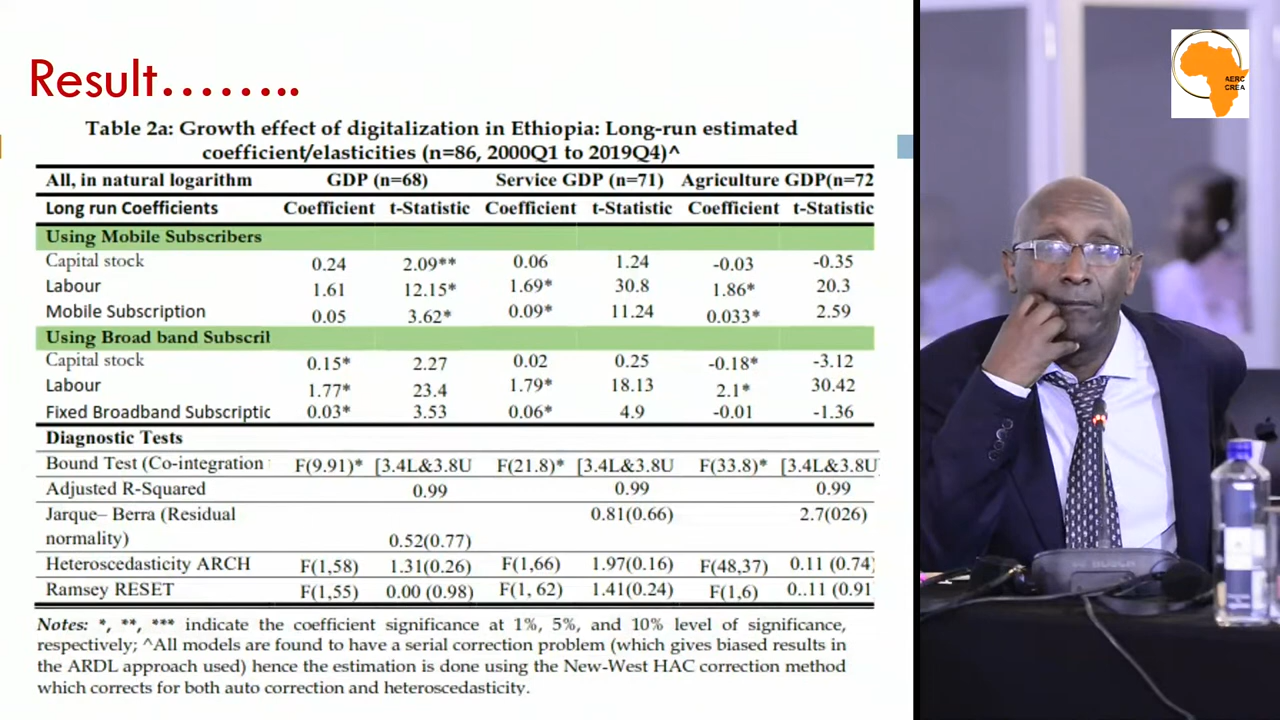 Result……..
AERC
CREA
Table 2a: Growth effect of digitalization in Ethiopia: Long-run estimated
coefficient/elasticities (n=86, 2000Q1 to 2019Q4)^
All, in natural logarithm GDP (n=68) Service GDP (n=71) Agriculture GDP(n=72
Long run Coefficients Coefficient t-Statistic Coefficient t-Statistic Coefficient t-Statistic
Using Mobile Subscribers
Capital stock 0.24 2.09** 0.06 1.24 -0.03 -0.35
Labour 1.61 12.15* 1.69* 30.8 1.86* 20.3
Mobile Subscription 0.05 3.62* 0.09* 11.24 0.033* 2.59
Using Broad band Subscril
Capital stock 0.15* 2.27 0.02 0.25 -0.18* -3.12
Labour 1.77* 23.4 1.79* 18.13 2.1* 30.42
Fixed Broadband Subscriptic 0.03* 3.53 0.06* 4.9 -0.01 -1.36
Diagnostic Tests
Bound Test (Co-integration F(9.91)* [3.4L&3.8U F(21.8)* [3.4L&3.8U F(33.8)* [3.4L&3.8U]
Adjusted R-Squared 0.99 0.99 0.99
Jarque– Berra (Residual 0.81(0.66) 2.7(026)
normality) 0.52(0.77)
Heteroscedasticity ARCH F(1,58) 1.31(0.26) F(1,66) 1.97(0.16) F(48,37) 0.11 (0.74)
Ramsey RESET F(1,55) 0.00 (0.98) F(1, 62) 1.41(0.24) F(1,6) 0..11 (0.91
Notes: *, **, *** indicate the coefficient significance at 1%, 5%, and 10% level of significance,
respectively; ^All models are found to have a serial correction problem (which gives biased results in
the ARDL approach used) hence the estimation is done using the New-West HAC correction method
which corrects for both auto correction and heteroscedasticity.